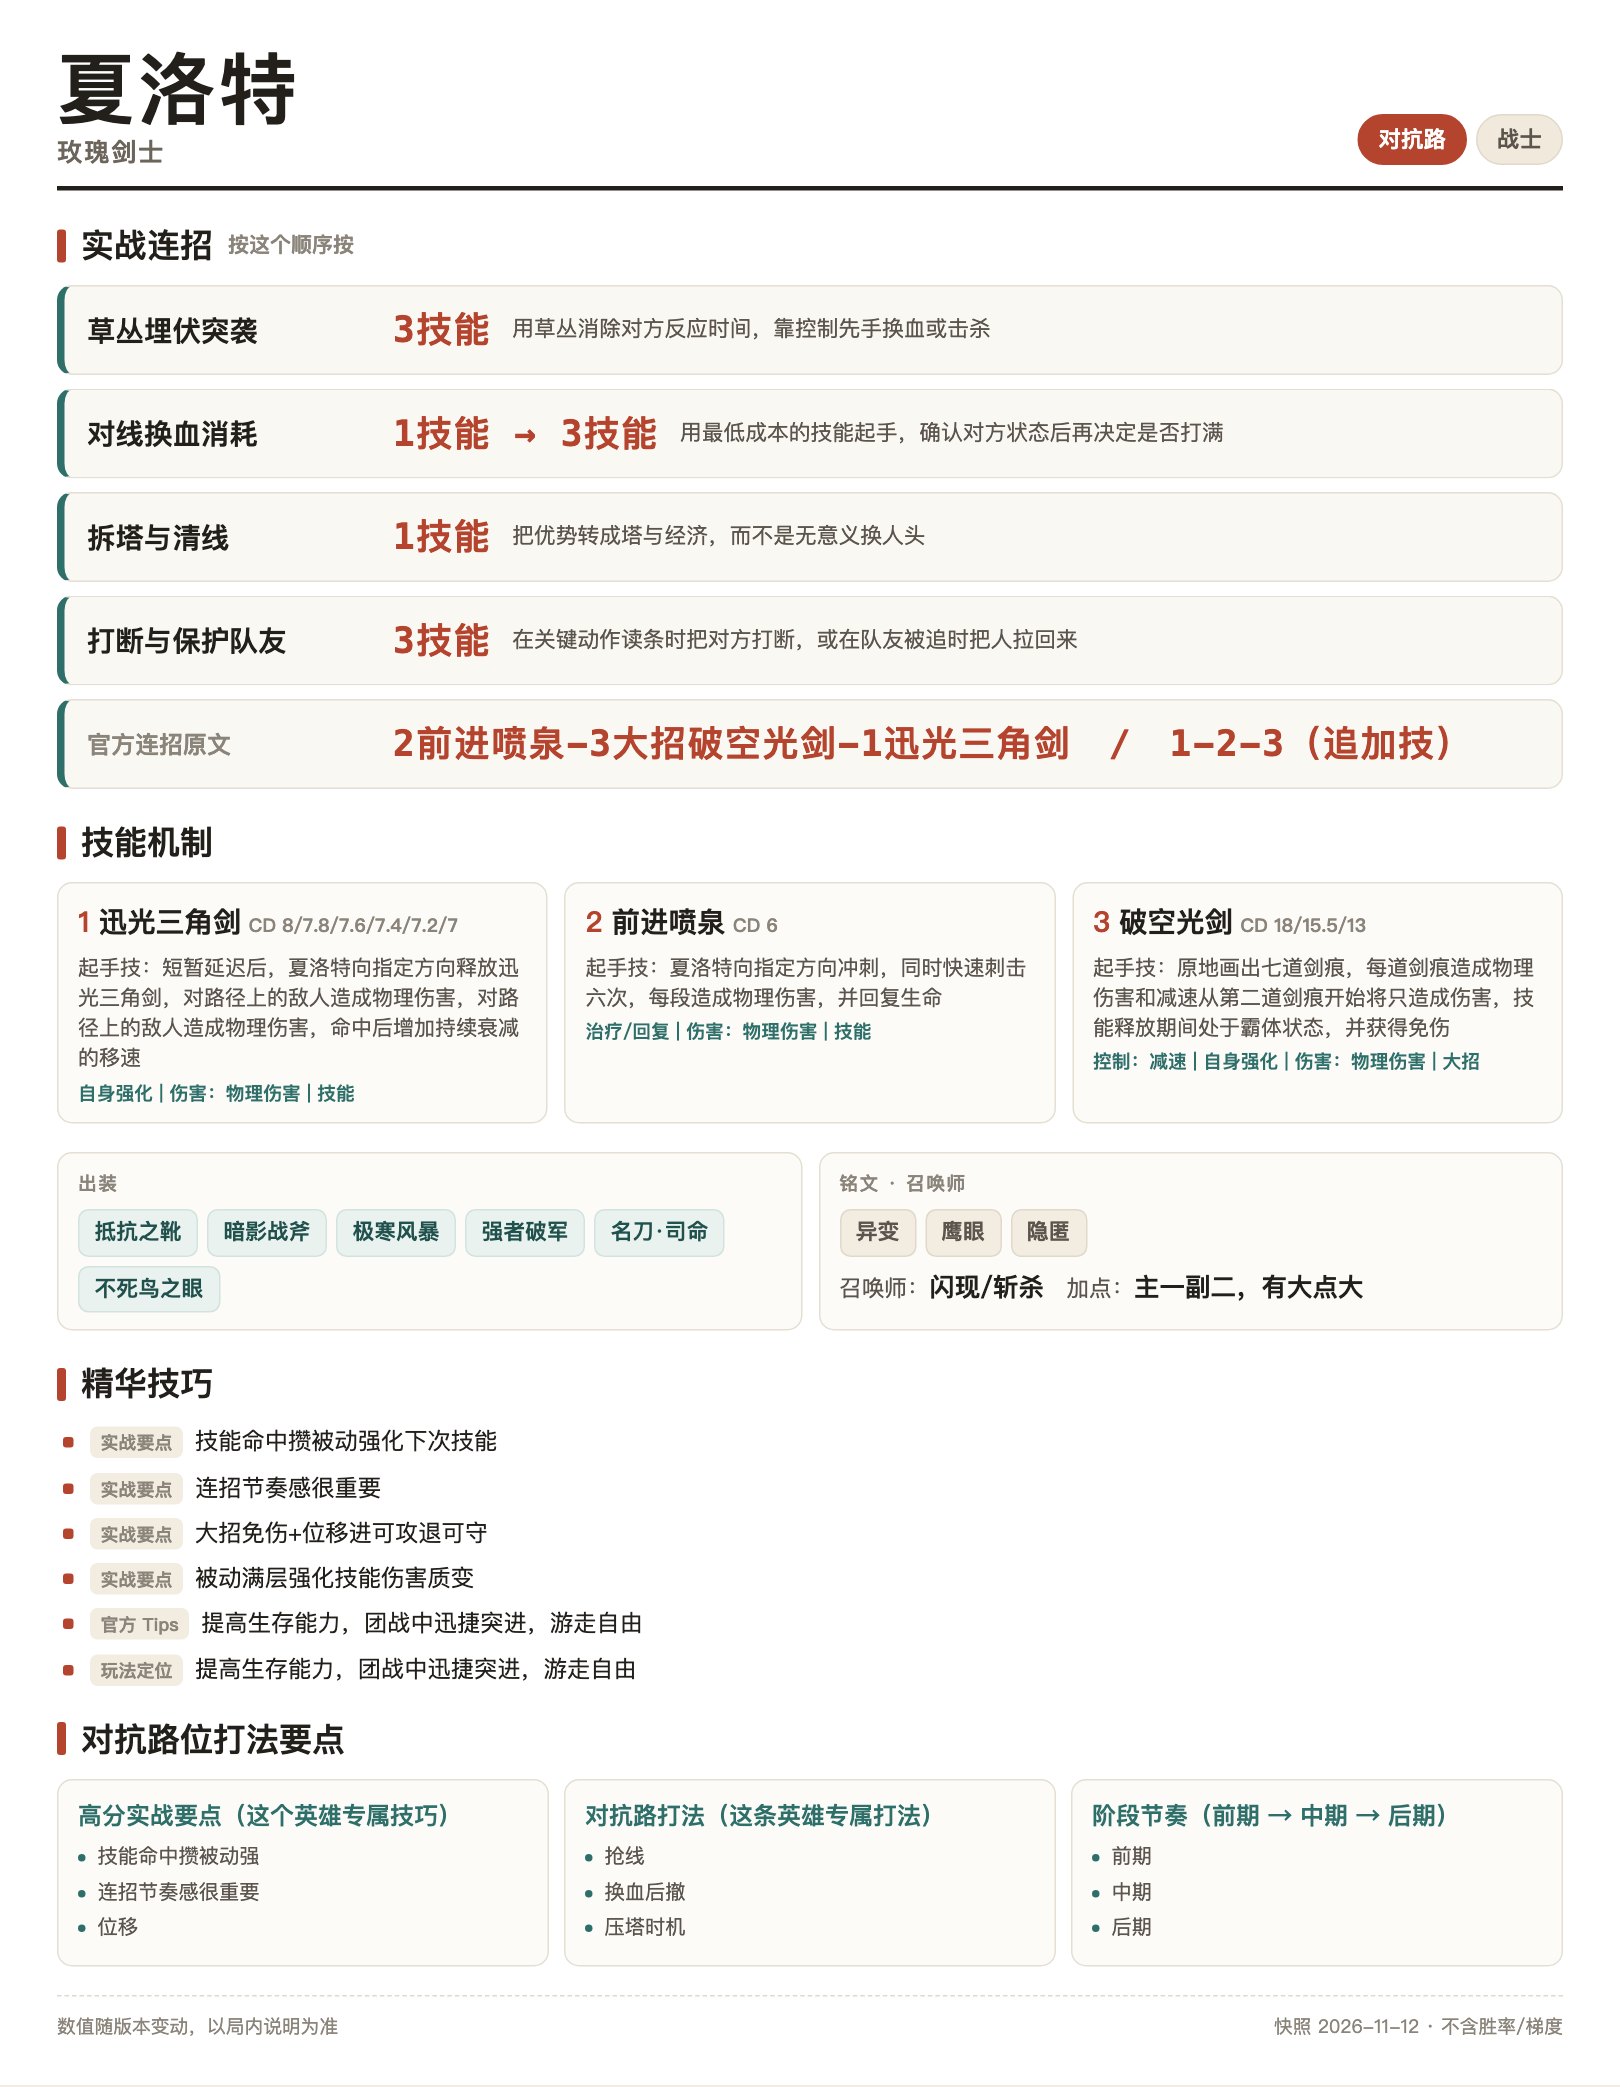 夏洛特
玫瑰剑士
对抗路 战士
实战连招 按这个顺序按
草丛埋伏突袭 3技能 用草丛消除对方反应时间，靠控制先手换血或击杀
对线换血消耗 1技能 → 3技能 用最低成本的技能起手，确认对方状态后再决定是否打满
拆塔与清线 1技能 把优势转成塔与经济，而不是无意义换人头
打断与保护队友 3技能 在关键动作读条时把对方打断，或在队友被追时把人拉回来
官方连招原文 2前进喷泉–3大招破空光剑–1迅光三角剑 / 1–2–3（追加技）
技能机制
1 迅光三角剑 CD 8/7.8/7.6/7.4/7.2/7
起手技：短暂延迟后，夏洛特向指定方向释放迅
光三角剑，对路径上的敌人造成物理伤害，对路
径上的敌人造成物理伤害，命中后增加持续衰减
的移速
自身强化 | 伤害：物理伤害 | 技能
2 前进喷泉 CD 6
起手技：夏洛特向指定方向冲刺，同时快速刺击
六次，每段造成物理伤害，并回复生命
治疗/回复 | 伤害：物理伤害 | 技能
3 破空光剑 CD 18/15.5/13
起手技：原地画出七道剑痕，每道剑痕造成物理
伤害和减速从第二道剑痕开始将只造成伤害，技
能释放期间处于霸体状态，并获得免伤
控制：减速 | 自身强化 | 伤害：物理伤害 | 大招
出装
抵抗之靴 暗影战斧 极寒风暴 强者破军 名刀·司命
不死鸟之眼
铭文 · 召唤师
异变 鹰眼 隐匿
召唤师：闪现/斩杀 加点：主一副二，有大点大
精华技巧
实战要点 技能命中攒被动强化下次技能
实战要点 连招节奏感很重要
实战要点 大招免伤+位移进可攻退可守
实战要点 被动满层强化技能伤害质变
官方 Tips 提高生存能力，团战中迅捷突进，游走自由
玩法定位 提高生存能力，团战中迅捷突进，游走自由
对抗路位打法要点
高分实战要点（这个英雄专属技巧）
技能命中攒被动强
连招节奏感很重要
位移
对抗路打法（这条英雄专属打法）
抢线
换血后撤
压塔时机
阶段节奏（前期 → 中期 → 后期）
前期
中期
后期
数值随版本变动，以局内说明为准
快照 2026–11–12 · 不含胜率/梯度